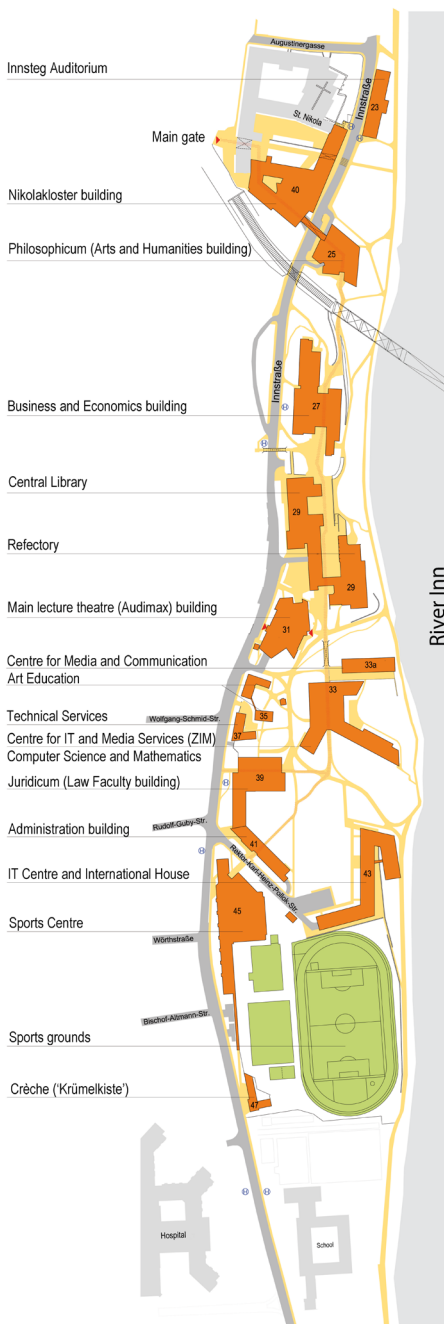 Augustinergasse
Innsteg Auditorium
Innstraße
23
St. Nikola
Main gate
40
Nikolakloster building
Philosophicum (Arts and Humanities building)
25
Innstraße
Business and Economics building
27
H
H
Central Library
29
Refectory
29
River Inn
Main lecture theatre (Audimax) building
31
Centre for Media and Communication
33a
Art Education
33
Technical Services
35
Wolfgang-Schmid-Str.
Centre for IT and Media Services (ZIM)
37
Computer Science and Mathematics
Juridicum (Law Faculty building)
39
H
Administration building
Rudolf-Guby-Str.
41
H
Rektor-Karl-Heinz-Pollok-Str.
IT Centre and International House
43
45
Sports Centre
Wörthstraße
Bischof-Altmann-Str.
Sports grounds
Crèche (‘Krümelkiste’)
47
H
H
Hospital
School